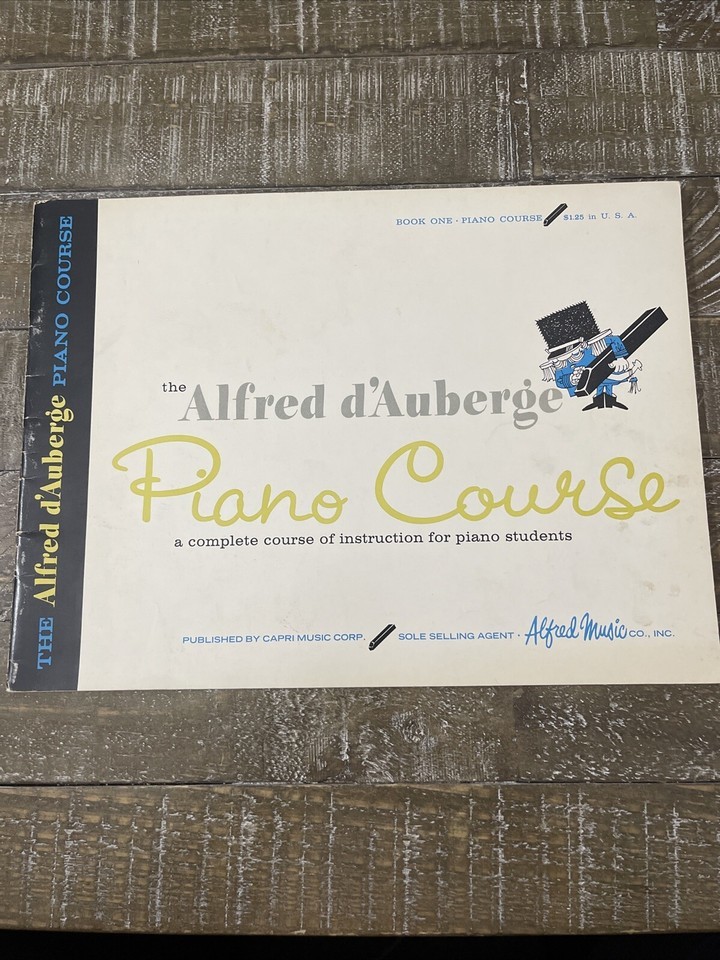 THE Alfred d'Auberge PIANO COURSE
BOOK ONE · PIANO COURSE $1.25 in U. S. A.
the Alfred d'Auberge
Piano Course
a complete course of instruction for piano students
PUBLISHED BY CAPRI MUSIC CORP. SOLE SELLING AGENT · Alfred Music CO., INC.